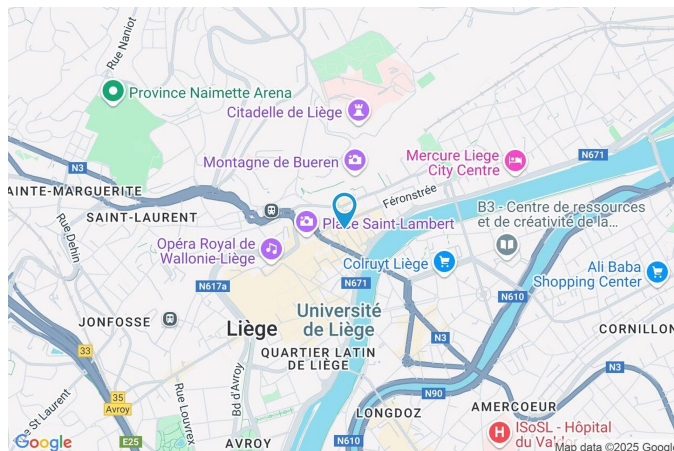 Rue Naniot
Province Naimette Arena
Citadelle de Liège
N3
Montagne de Bueren
Mercure Liege
City Centre
N671
AINTE-MARGUERITE
SAINT-LAURENT
Féronstrée
Place Saint-Lambert
B3 - Centre de ressources
et de créativité de la...
Rue Dehin
Opéra Royal de
Wallonie-Liège
Colruyt Liège
Ali Baba
Shopping Center
N617a
N671
N610
JONFOSSE
Liège
Université
de Liège
N3
CORNILLON
33
QUARTIER LATIN
DE LIÈGE
N3
35
Avroy
Rue Louvrex
Bd d'Avroy
N90
AMERCOEUR
e St Laurent
LONGDOZ
E25
AVROY
N610
ISoSL - Hôpital
du Val
Google
Map data ©2025 Google